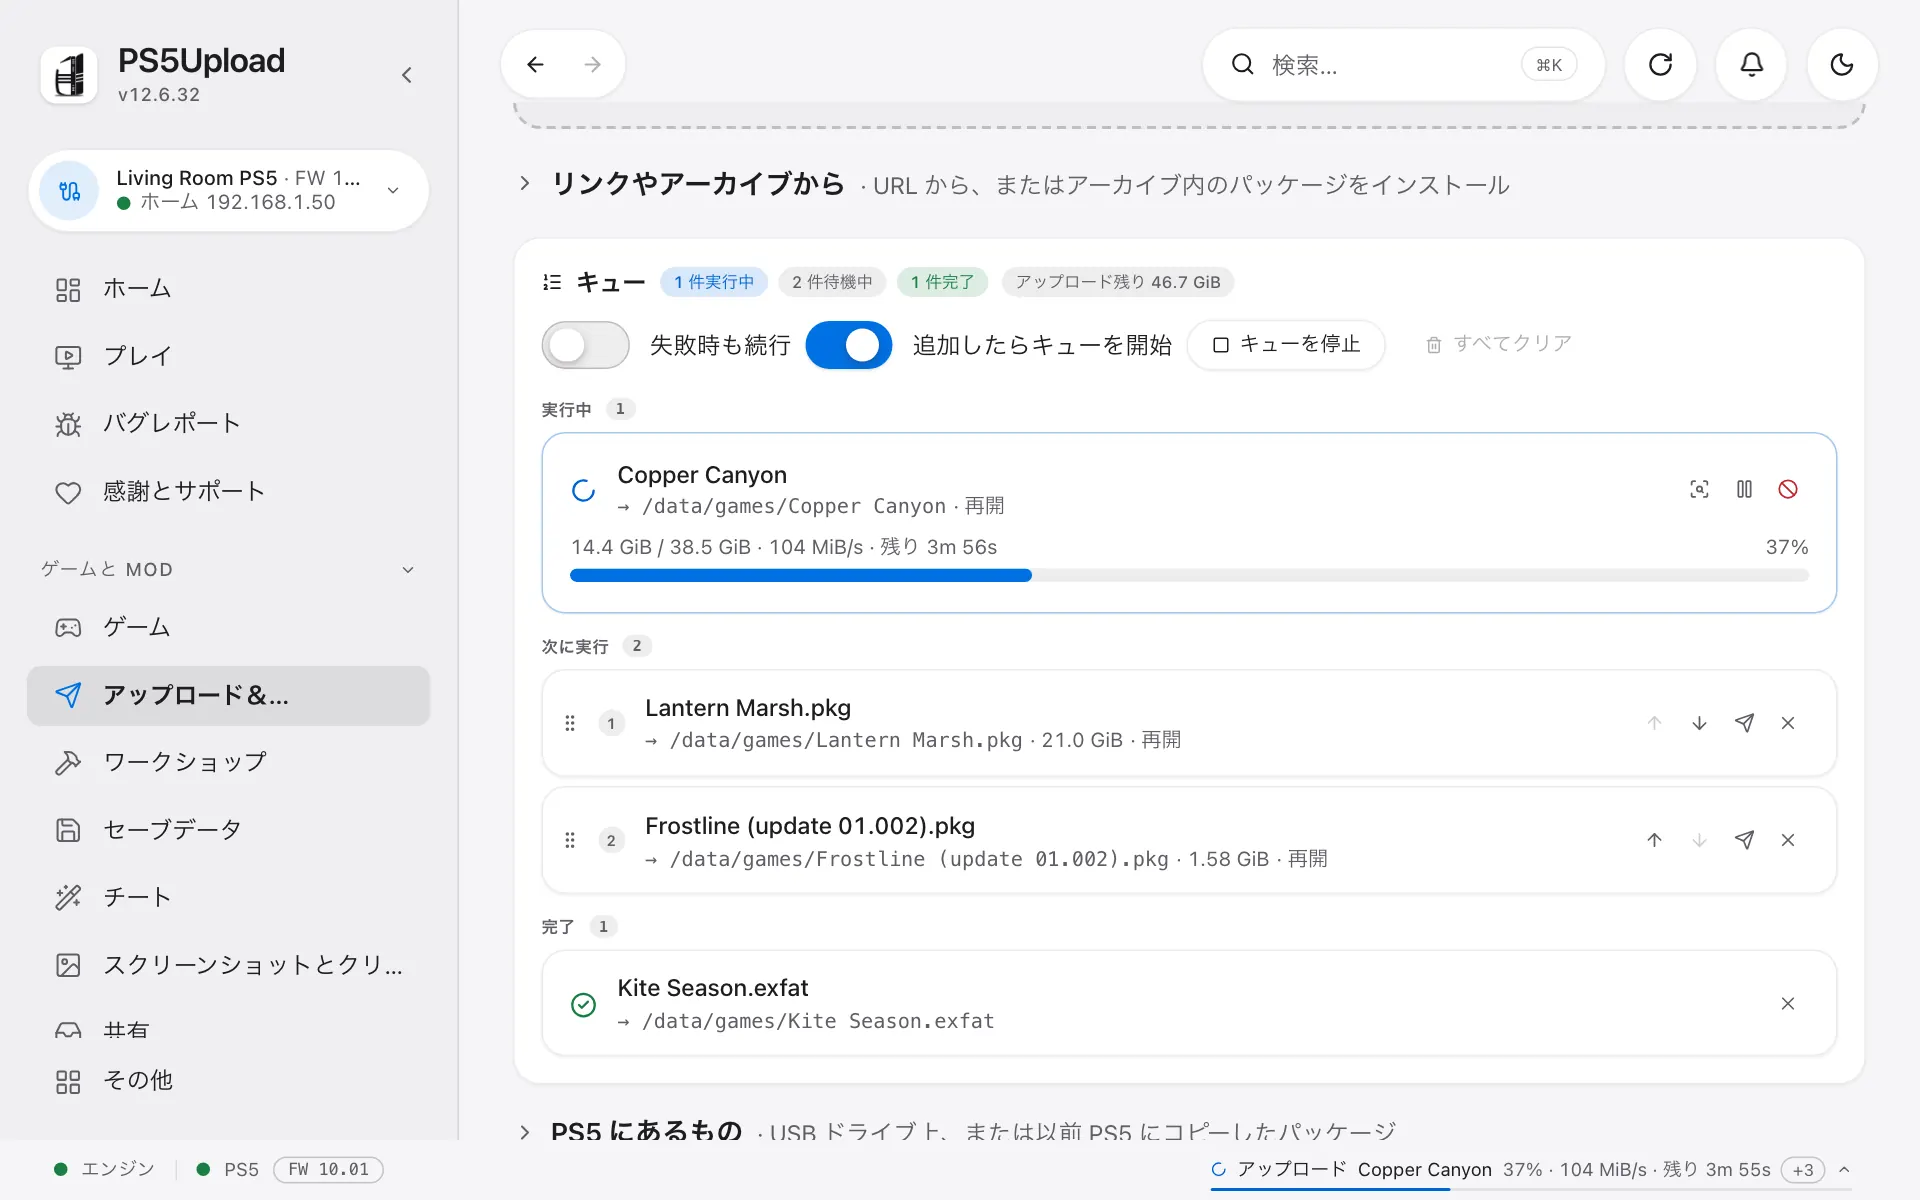 PS5Upload
v12.6.32
Living Room PS5 · FW 1...
ホーム 192.168.1.50
ホーム
プレイ
バグレポート
感謝とサポート
ゲームと MOD
ゲーム
アップロード＆...
ワークショップ
セーブデータ
チート
スクリーンショットとクリ...
共有
その他
検索...
⌘K
リンクやアーカイブから · URL から、またはアーカイブ内のパッケージをインストール
キュー 1 件実行中 2 件待機中 1 件完了 アップロード残り 46.7 GiB
失敗時も続行 追加したらキューを開始 キューを停止 すべてクリア
実行中 1
Copper Canyon
→ /data/games/Copper Canyon · 再開
14.4 GiB / 38.5 GiB · 104 MiB/s · 残り 3m 56s 37%
次に実行 2
1 Lantern Marsh.pkg
→ /data/games/Lantern Marsh.pkg · 21.0 GiB · 再開
2 Frostline (update 01.002).pkg
→ /data/games/Frostline (update 01.002).pkg · 1.58 GiB · 再開
完了 1
Kite Season.exfat
→ /data/games/Kite Season.exfat
PS5 にあるもの · USB ドライブ上、または以前 PS5 にコピーしたパッケージ
エンジン PS5 FW 10.01
アップロード Copper Canyon 37% · 104 MiB/s · 残り 3m 55s +3